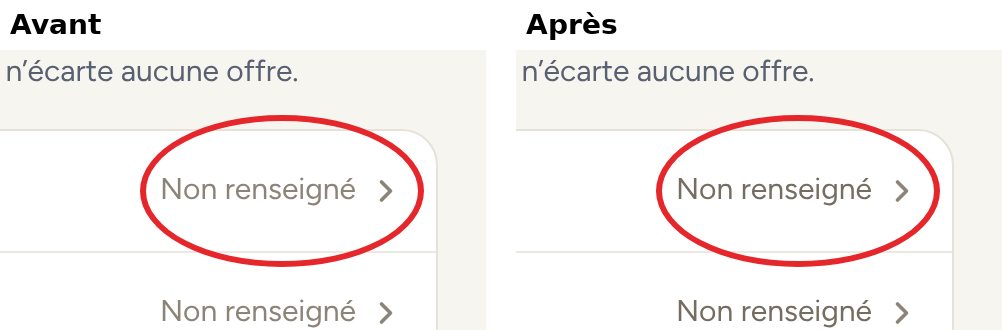 Avant
n’écarte aucune offre.
Non renseigné
Non renseigné
Après
n’écarte aucune offre.
Non renseigné
Non renseigné